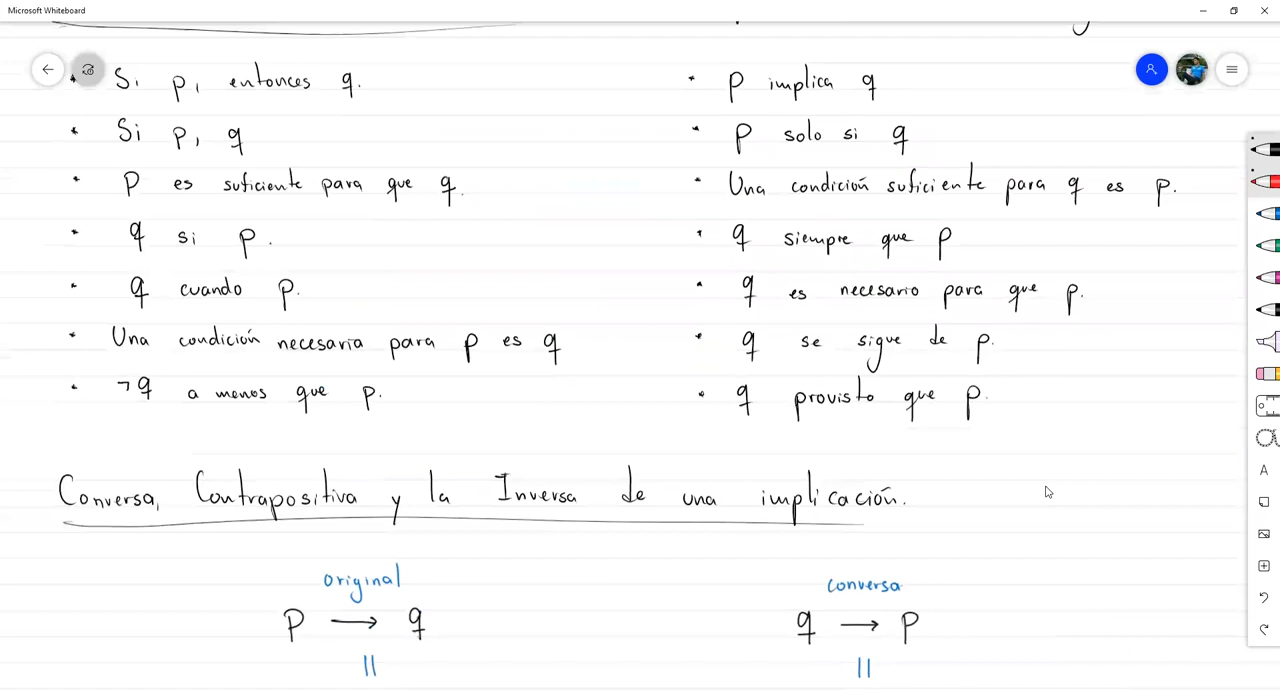 Microsoft Whiteboard
• Si p, entonces q.
• Si p, q
• p es suficiente para que q.
• q si p.
• q cuando p.
• Una condición necesaria para p es q
• ¬q a menos que p.
• p implica q
• p solo si q
• Una condición suficiente para q es p.
• q siempre que p
• q es necesario para que p.
• q se sigue de p.
• q provisto que p.
Conversa, Contrapositiva y la Inversa de una implicación.
original
p → q
||
conversa
q → p
||
A